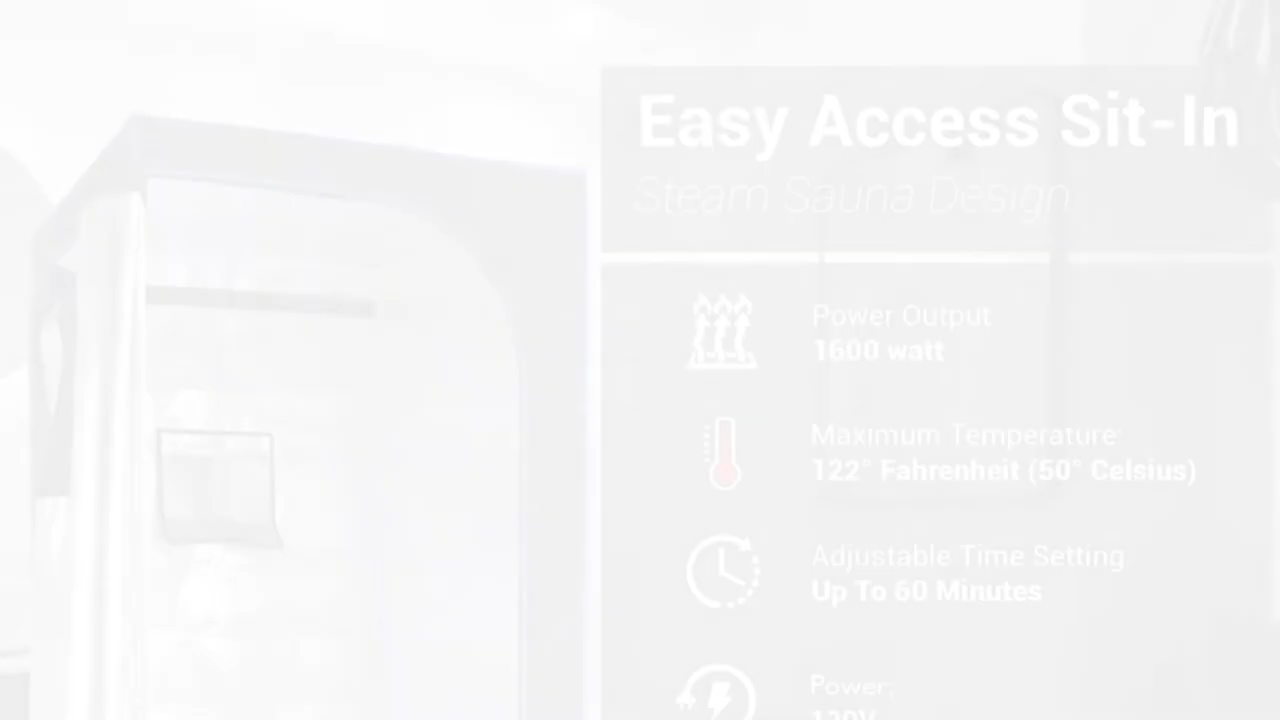 Easy Access Sit-In
Steam Sauna Design
Power Output
1600 watt
Maximum Temperature:
122° Fahrenheit (50° Celsius)
Adjustable Time Setting
Up To 60 Minutes
Power:
120V